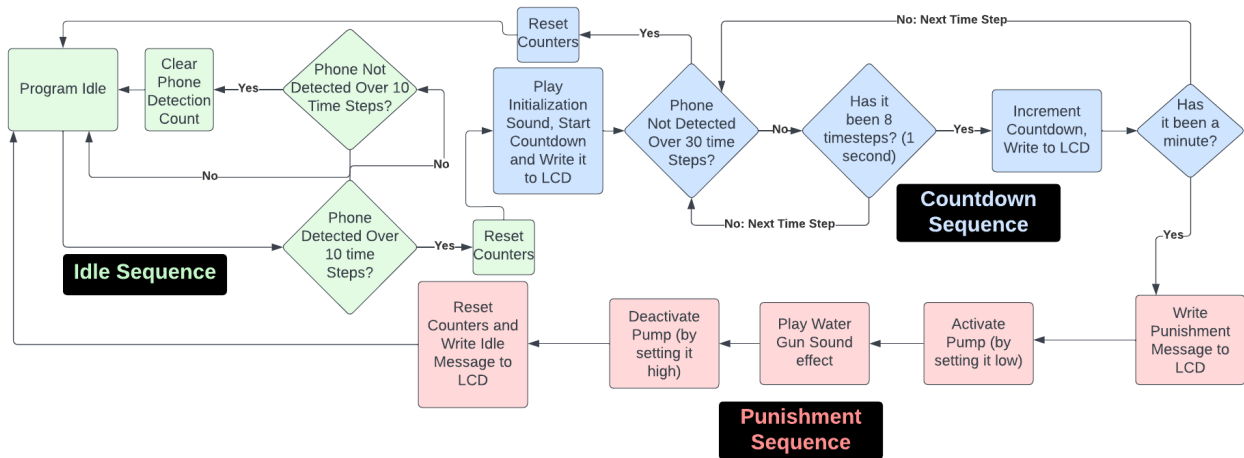 No: Next Time Step
Reset
Counters
Yes
Program Idle
Clear
Phone
Detection
Count
Yes
Phone Not
Detected Over 10
Time Steps?
Play
Initialization
Sound, Start
Countdown
and Write it
to LCD
Phone
Not Detected
Over 30 time
Steps?
No
Has it
been 8
timesteps? (1
second)
Yes
Increment
Countdown,
Write to LCD
Has
it been a
minute?
No
No
Phone
Detected Over
10 time
Steps?
Yes
Reset
Counters
No: Next Time Step
Countdown
Sequence
Yes
Idle Sequence
Reset
Counters and
Write Idle
Message to
LCD
Deactivate
Pump (by
setting it
high)
Play Water
Gun Sound
effect
Activate
Pump (by
setting it low)
Write
Punishment
Message to
LCD
Punishment
Sequence